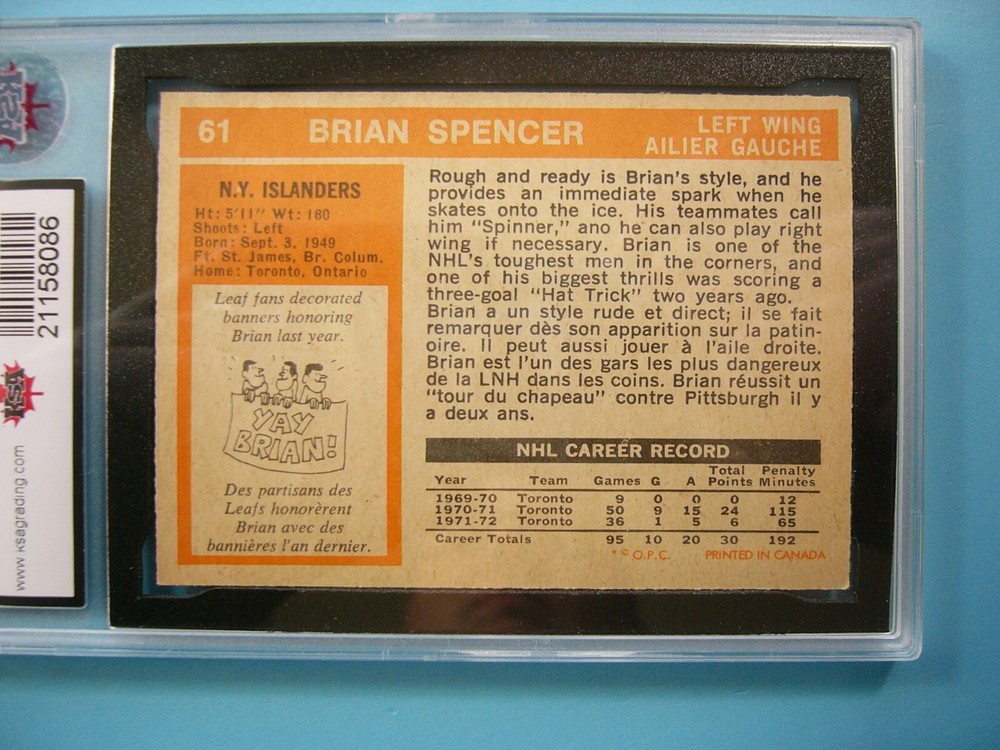 61 BRIAN SPENCER LEFT WING
AILIER GAUCHE
N.Y. ISLANDERS
Ht: 5'11" Wt: 180
Shoots: Left
Born: Sept. 3, 1949
Ft. St. James, Br. Colum.
Home: Toronto, Ontario
Leaf fans decorated
banners honoring
Brian last year.
YAY
BRIAN!
Des partisans des
Leafs honorèrent
Brian avec des
bannières l'an dernier.
Rough and ready is Brian's style, and he
provides an immediate spark when he
skates onto the ice. His teammates call
him "Spinner," ano he can also play right
wing if necessary. Brian is one of the
NHL's toughest men in the corners, and
one of his biggest thrills was scoring a
three-goal "Hat Trick" two years ago.
Brian a un style rude et direct; il se fait
remarquer dès son apparition sur la patin-
oire. Il peut aussi jouer à l'aile droite.
Brian est l'un des gars les plus dangereux
de la LNH dans les coins. Brian réussit un
"tour du chapeau" contre Pittsburgh il y
a deux ans.
NHL CAREER RECORD
Year Team Games G A Total Points Penalty Minutes
1969-70 Toronto 9 0 0 0 12
1970-71 Toronto 50 9 15 24 115
1971-72 Toronto 36 1 5 6 65
Career Totals 95 10 20 30 192
* © O.P.C. PRINTED IN CANADA
KSA
21158086
KSA
www.ksagrading.com